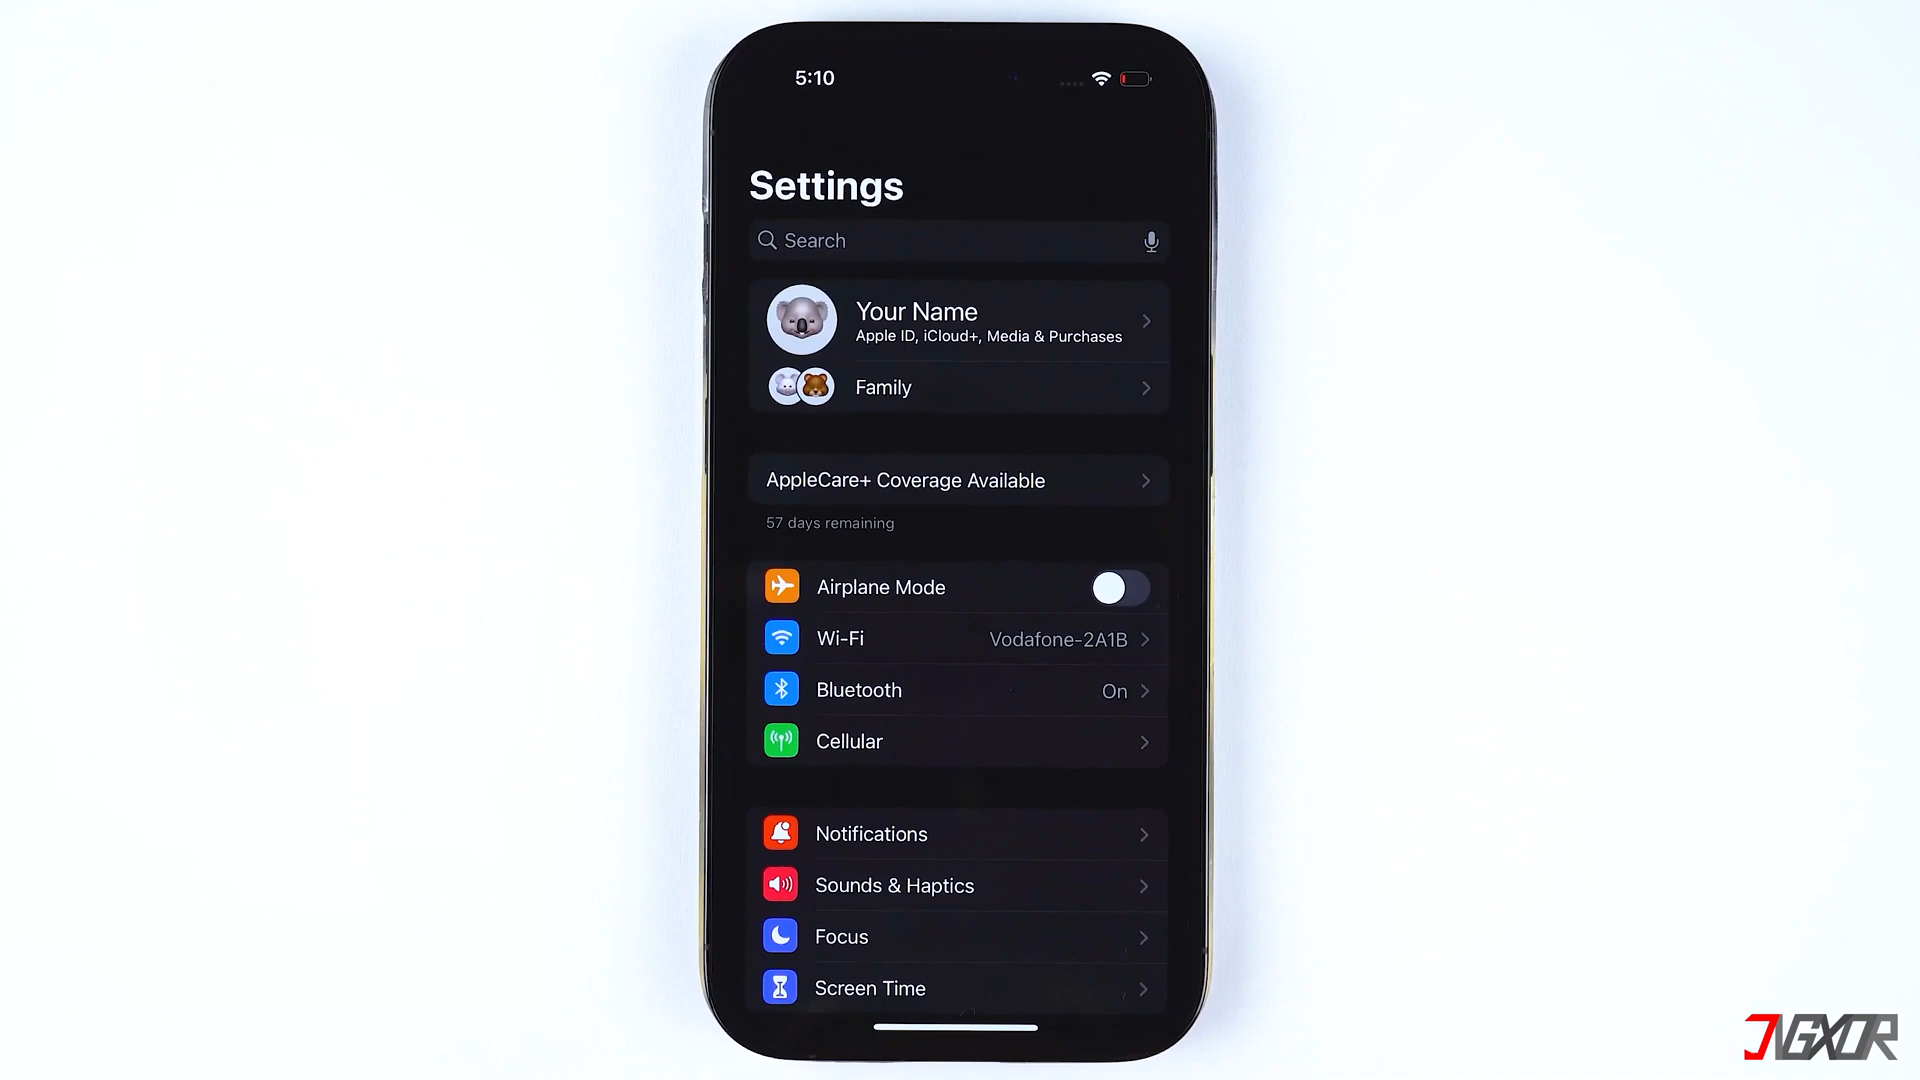 5:10
Settings
Search
Your Name
Apple ID, iCloud+, Media & Purchases
Family
AppleCare+ Coverage Available
57 days remaining
Airplane Mode
Wi-Fi Vodafone-2A1B
Bluetooth On
Cellular
Notifications
Sounds & Haptics
Focus
Screen Time
JVGXOR